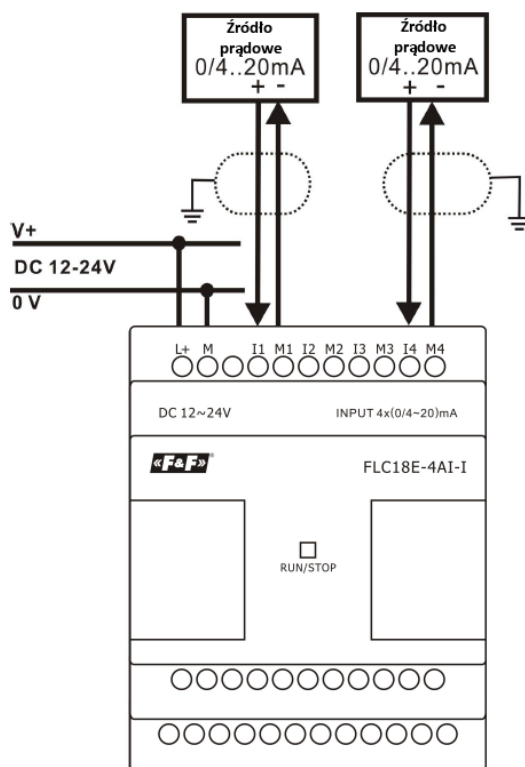 Źródło
prądowe
0/4..20mA
+ -
Źródło
prądowe
0/4..20mA
+ -
V+
DC 12-24V
0 V
L+ M I1 M1 I2 M2 I3 M3 I4 M4
DC 12~24V INPUT 4x(0/4~20)mA
«F&F» FLC18E-4AI-I
RUN/STOP